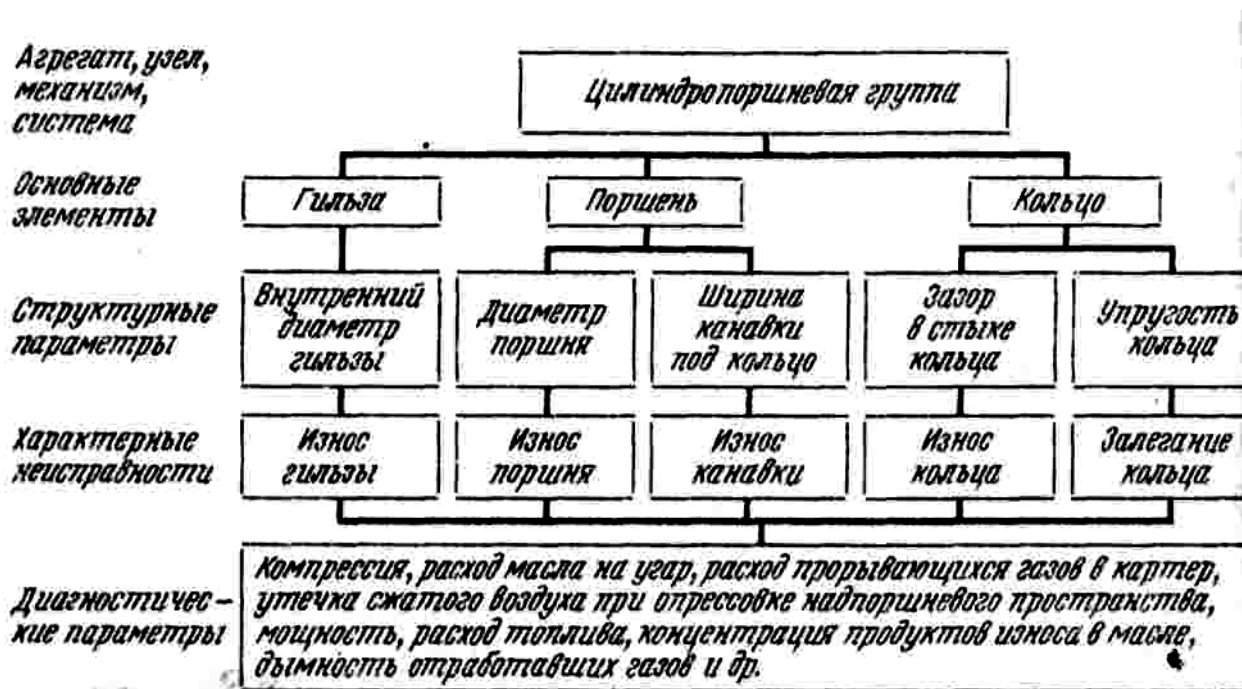 Агрегат, узел,
механизм,
система
Цилиндропоршневая группа
Основные
элементы
Гильза
Поршень
Кольцо
Структурные
параметры
Внутренний
диаметр
гильзы
Диаметр
поршня
Ширина
канавки
под кольцо
Зазор
в стыке
кольца
Упругость
кольца
Характерные
неисправности
Износ
гильзы
Износ
поршня
Износ
канавки
Износ
кольца
Залегание
кольца
Диагностичес-
кие параметры
Компрессия, расход масла на угар, расход прорывающихся газов в картер,
утечка сжатого воздуха при опрессовке надпоршневого пространства,
мощность, расход топлива, концентрация продуктов износа в масле,
дымность отработавших газов и др.